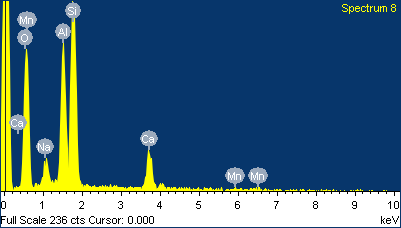 Spectrum 8
Si
Mn
Al
O
Ca
Ca
Na
Mn Mn
0 1 2 3 4 5 6 7 8 9 10
Full Scale 236 cts Cursor: 0.000 keV